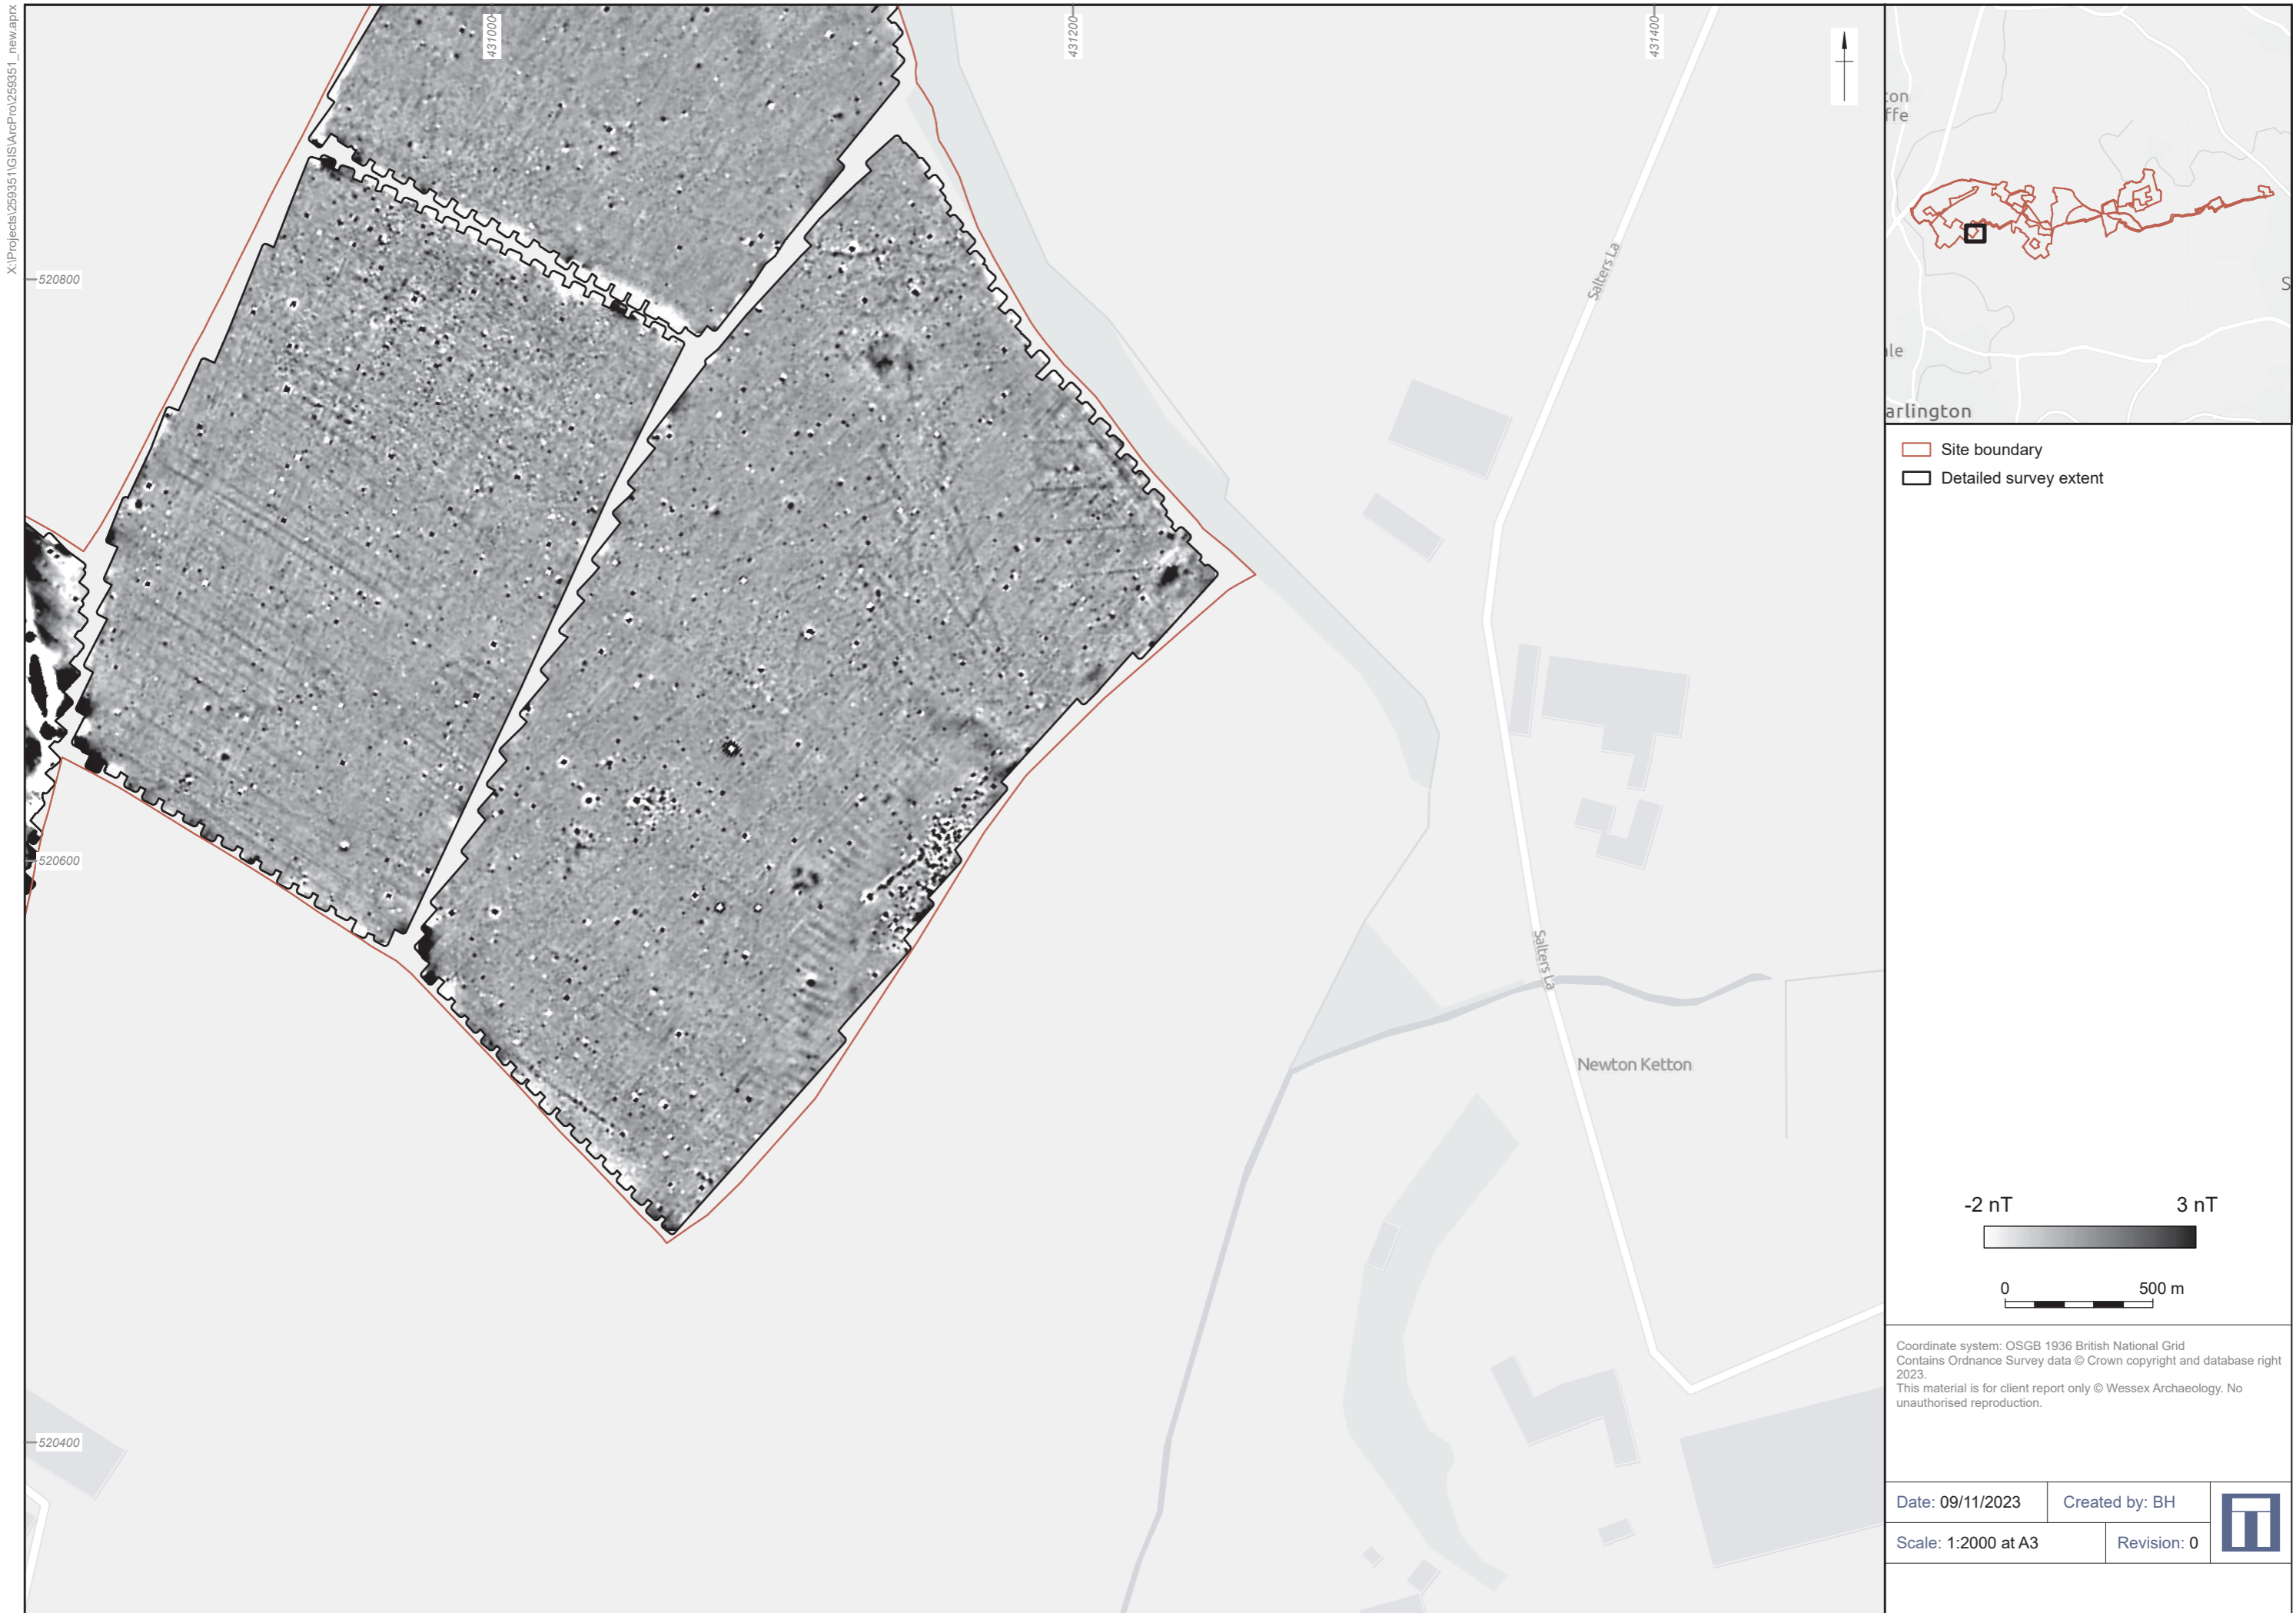 X:\Projects\259351\GIS\ArcPro\259351_new.aprx
431000
431200
431400
520800
520600
520400
Salters La
Salters La
Newton Ketton
ton
ffe
ale
arlington
S
Site boundary
Detailed survey extent
-2 nT 3 nT
0 500 m
Coordinate system: OSGB 1936 British National Grid
Contains Ordnance Survey data © Crown copyright and database right
2023.
This material is for client report only © Wessex Archaeology. No
unauthorised reproduction.
Date: 09/11/2023 Created by: BH
Scale: 1:2000 at A3 Revision: 0